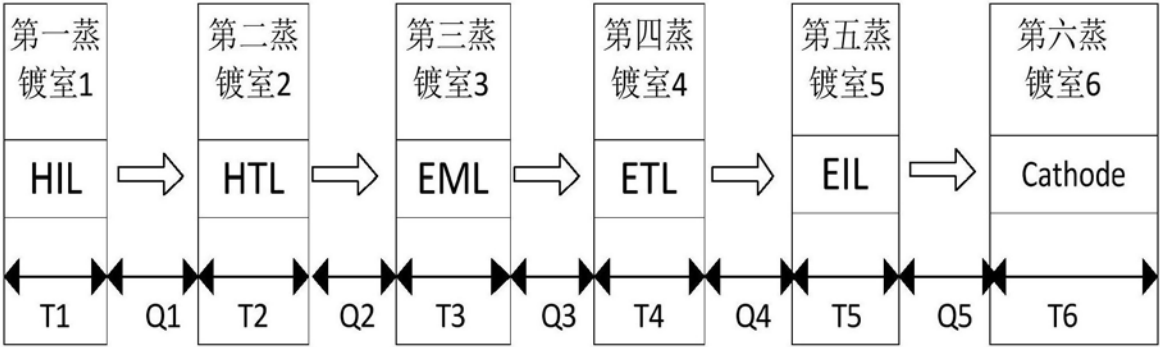 第一蒸
镀室1
第二蒸
镀室2
第三蒸
镀室3
第四蒸
镀室4
第五蒸
镀室5
第六蒸
镀室6
HIL
HTL
EML
ETL
EIL
Cathode
T1
Q1
T2
Q2
T3
Q3
T4
Q4
T5
Q5
T6